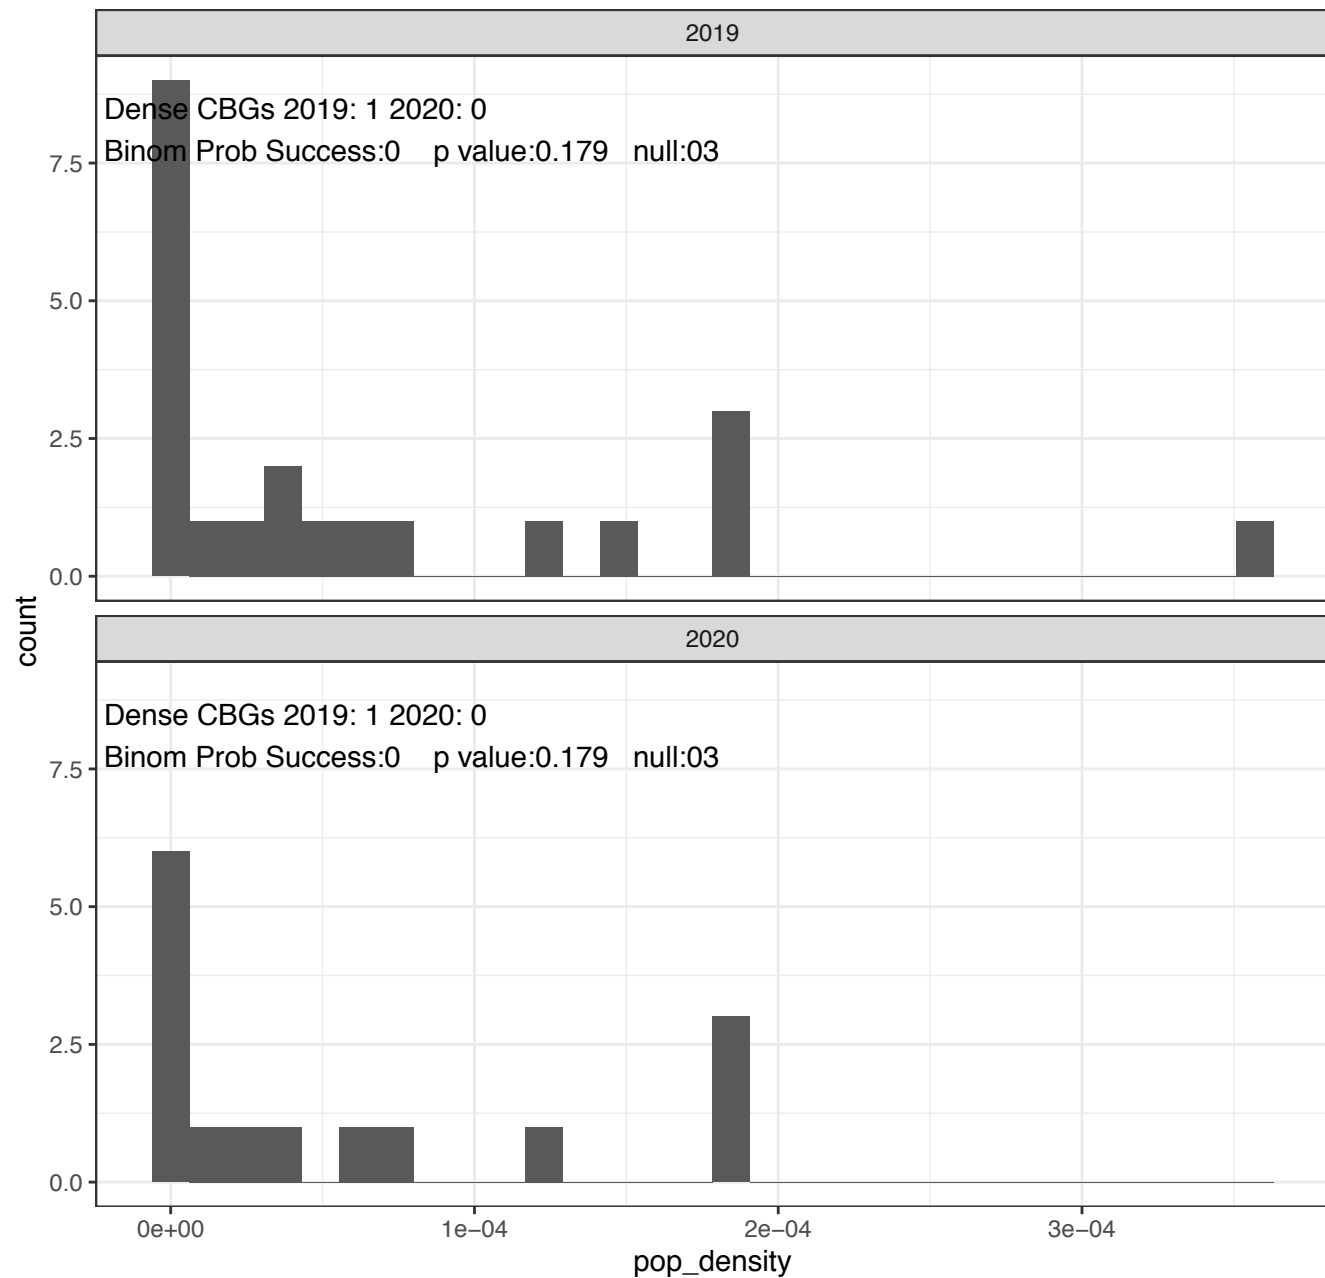 2019
Dense CBGs 2019: 1 2020: 0
Binom Prob Success:0 p value:0.179 null:03
7.5
5.0
2.5
0.0
count
2020
Dense CBGs 2019: 1 2020: 0
Binom Prob Success:0 p value:0.179 null:03
7.5
5.0
2.5
0.0
0e+00 1e−04 2e−04 3e−04
pop_density